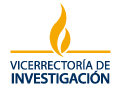 VICERRECTORÍA DE
INVESTIGACIÓN